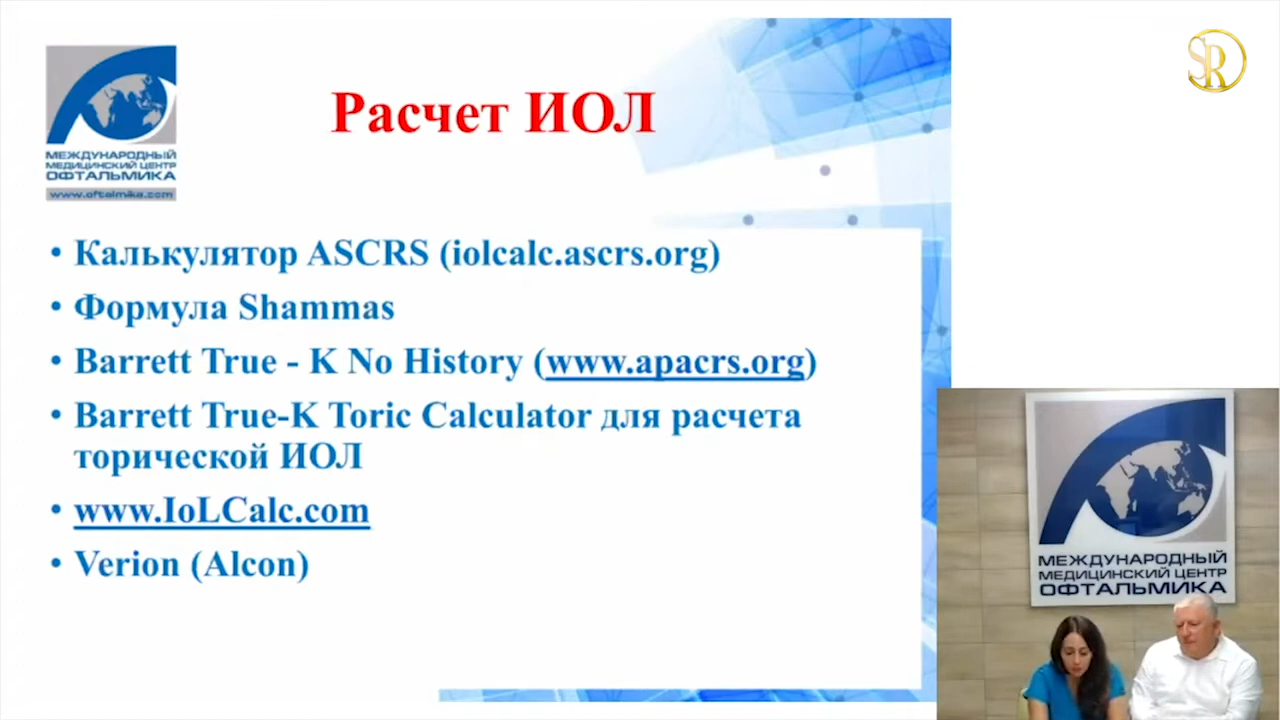 SR
МЕЖДУНАРОДНЫЙ
МЕДИЦИНСКИЙ ЦЕНТР
ОФТАЛЬМИКА
www.oftalmika.com
Расчет ИОЛ
• Калькулятор ASCRS (iolcalc.ascrs.org)
• Формула Shammas
• Barrett True - K No History (www.apacrs.org)
• Barrett True-K Toric Calculator для расчета
торической ИОЛ
• www.IoLCalc.com
• Verion (Alcon)
МЕЖДУНАРОДНЫЙ
МЕДИЦИНСКИЙ ЦЕНТР
ОФТАЛЬМИКА